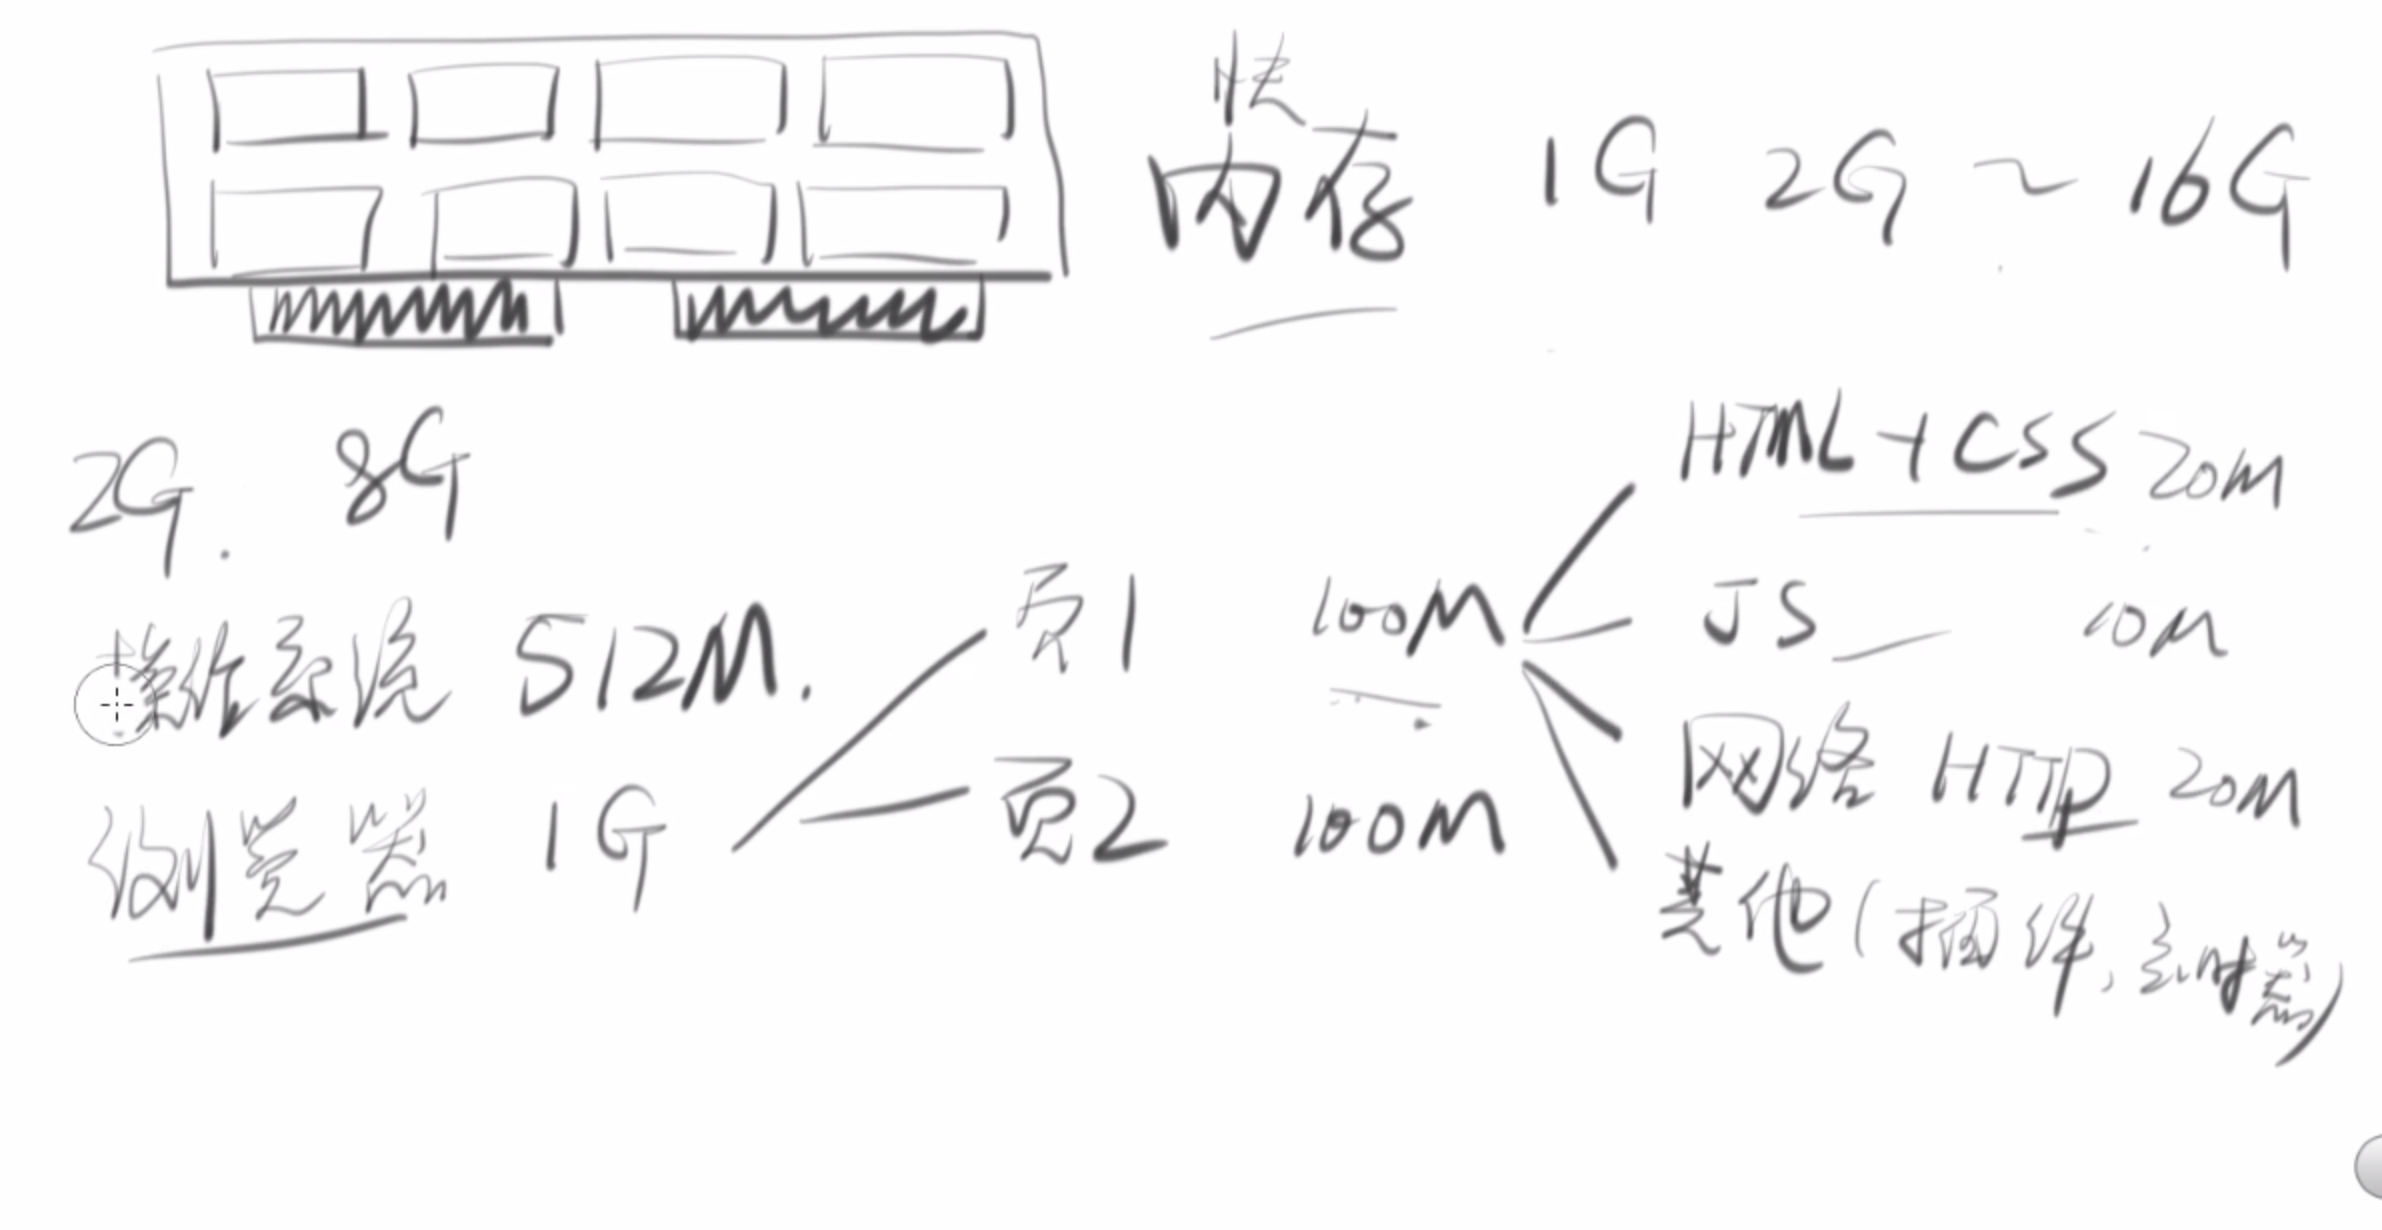 快
内存 1G 2G ~ 16G
2G. 8G
操作系统 512M.
浏览器 1G
页1 100M
页2 100M
HTML+CSS 20M
JS 10M
网络 HTTP 20M
其他(插件,定时器)